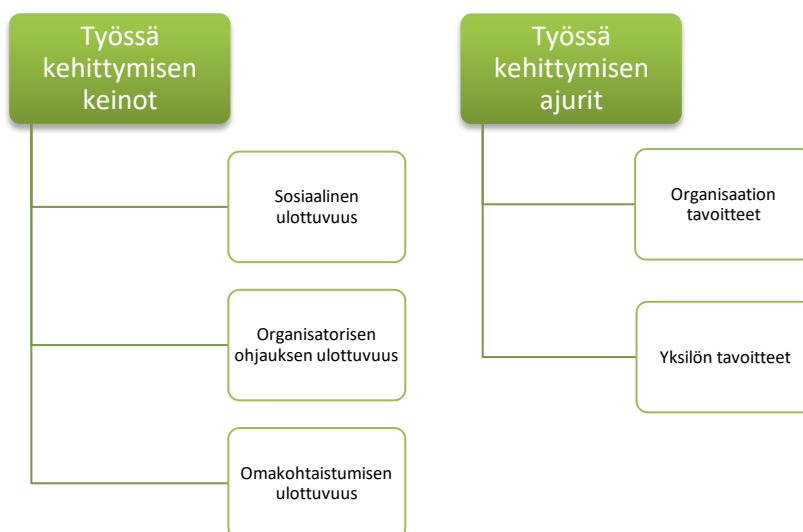 Työssä
kehittymisen
keinot
Sosiaalinen
ulottuvuus
Organisatorisen
ohjauksen ulottuvuus
Omakohtaistumisen
ulottuvuus
Työssä
kehittymisen
ajurit
Organisaation
tavoitteet
Yksilön tavoitteet